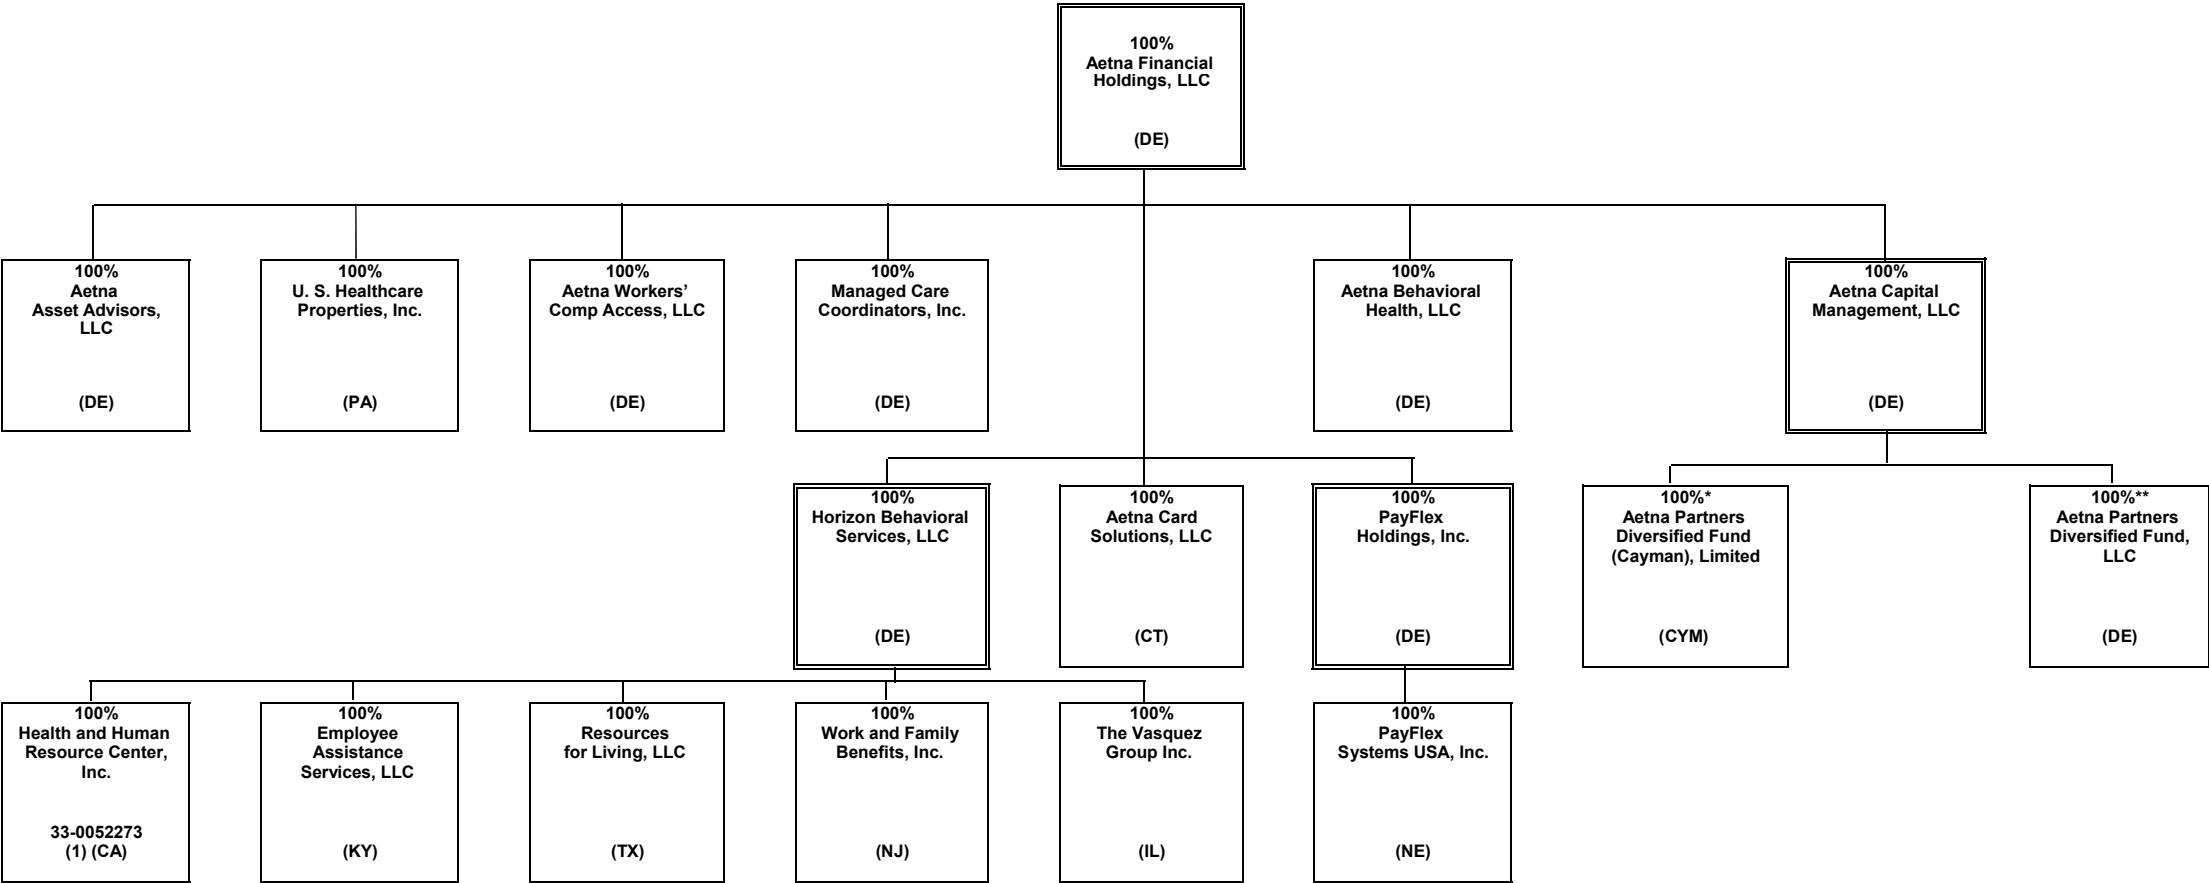 100%
Aetna Financial
Holdings, LLC
(DE)
100%
Aetna
Asset Advisors,
LLC
(DE)
100%
U. S. Healthcare
Properties, Inc.
(PA)
100%
Aetna Workers’
Comp Access, LLC
(DE)
100%
Managed Care
Coordinators, Inc.
(DE)
100%
Aetna Behavioral
Health, LLC
(DE)
100%
Aetna Capital
Management, LLC
(DE)
100%
Horizon Behavioral
Services, LLC
(DE)
100%
Aetna Card
Solutions, LLC
(CT)
100%
PayFlex
Holdings, Inc.
(DE)
100%*
Aetna Partners
Diversified Fund
(Cayman), Limited
(CYM)
100%**
Aetna Partners
Diversified Fund,
LLC
(DE)
100%
Health and Human
Resource Center,
Inc.
33-0052273
(1) (CA)
100%
Employee
Assistance
Services, LLC
(KY)
100%
Resources
for Living, LLC
(TX)
100%
Work and Family
Benefits, Inc.
(NJ)
100%
The Vasquez
Group Inc.
(IL)
100%
PayFlex
Systems USA, Inc.
(NE)